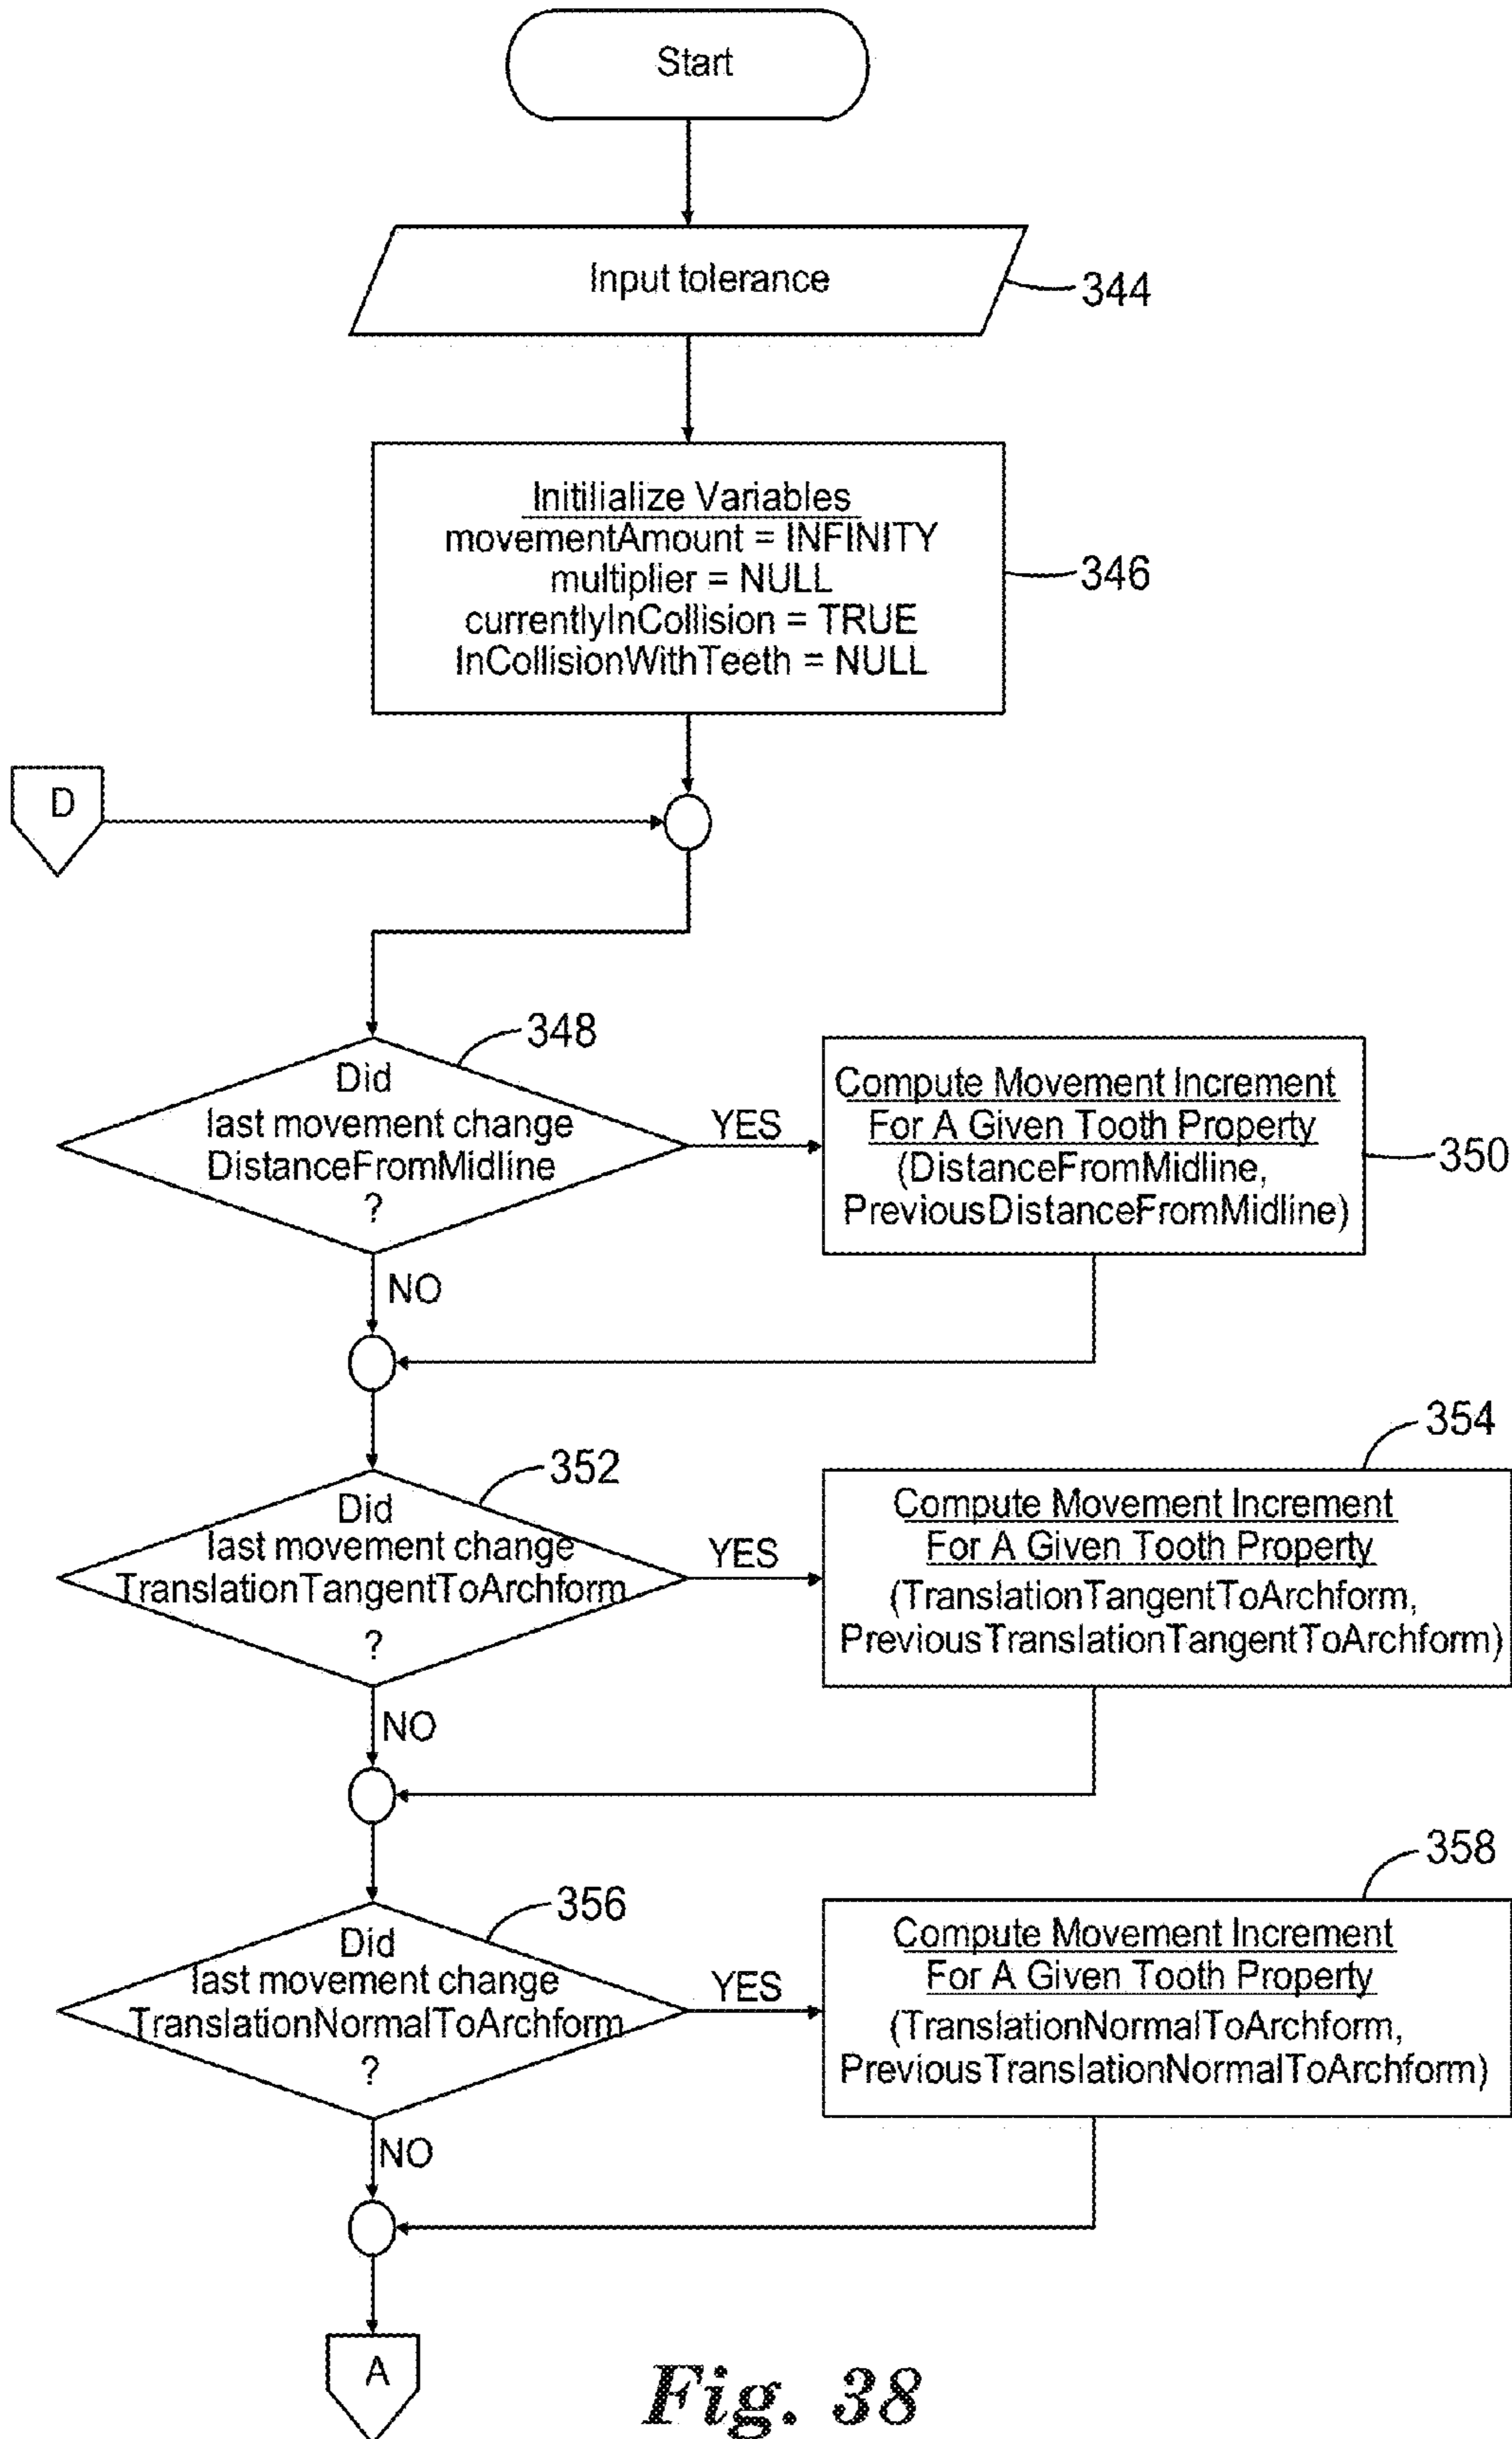 Start
Input tolerance
344
Initilialize Variables
movementAmount = INFINITY
multiplier = NULL
currentlyInCollision = TRUE
InCollisionWithTeeth = NULL
346
D
348
Did
last movement change
DistanceFromMidline
?
YES
Compute Movement Increment
For A Given Tooth Property
(DistanceFromMidline,
PreviousDistanceFromMidline)
350
NO
352
Did
last movement change
TranslationTangentToArchform
?
YES
354
Compute Movement Increment
For A Given Tooth Property
(TranslationTangentToArchform,
PreviousTranslationTangentToArchform)
NO
356
Did
last movement change
TranslationNormalToArchform
?
YES
358
Compute Movement Increment
For A Given Tooth Property
(TranslationNormalToArchform,
PreviousTranslationNormalToArchform)
NO
A
Fig. 38